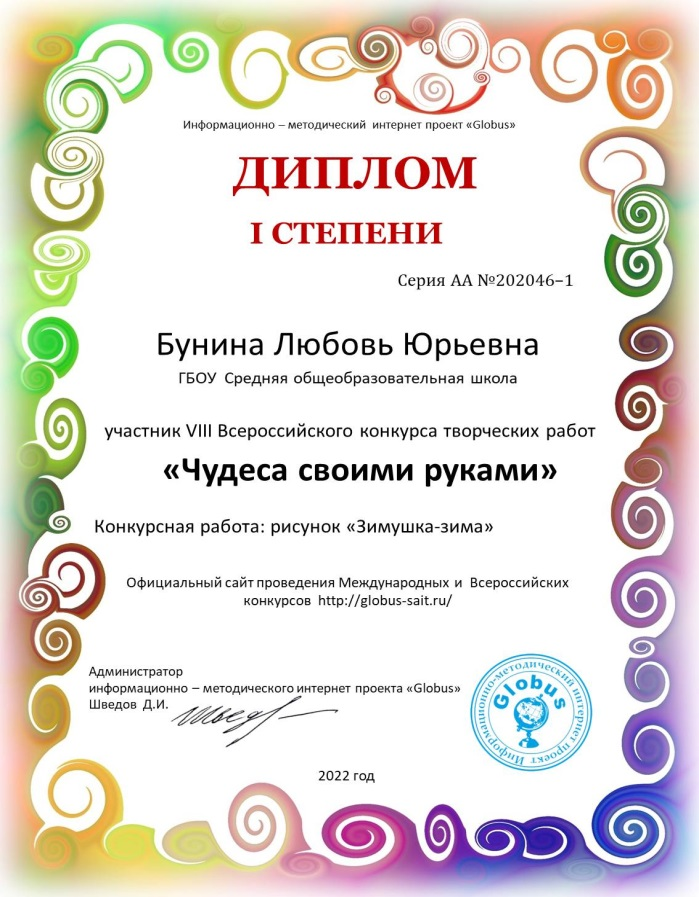 Информационно – методический интернет проект «Globus»
ДИПЛОМ
I СТЕПЕНИ
Серия АА №202046–1
Бунина Любовь Юрьевна
ГБОУ Средняя общеобразовательная школа
участник VIII Всероссийского конкурса творческих работ
«Чудеса своими руками»
Конкурсная работа: рисунок «Зимушка-зима»
Официальный сайт проведения Международных и Всероссийских
конкурсов http://globus-sait.ru/
Администратор
информационно – методического интернет проекта «Globus»
Шведов Д.И.
Шведов
Globus
Информационно-методический интернет проект
2022 год